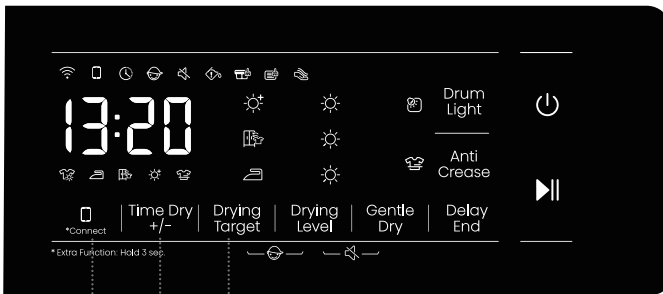 13:20
Drum
Light
Anti
Crease
*Connect
Time Dry
+/-
Drying
Target
Drying
Level
Gentle
Dry
Delay
End
* Extra Function: Hold 3 sec.